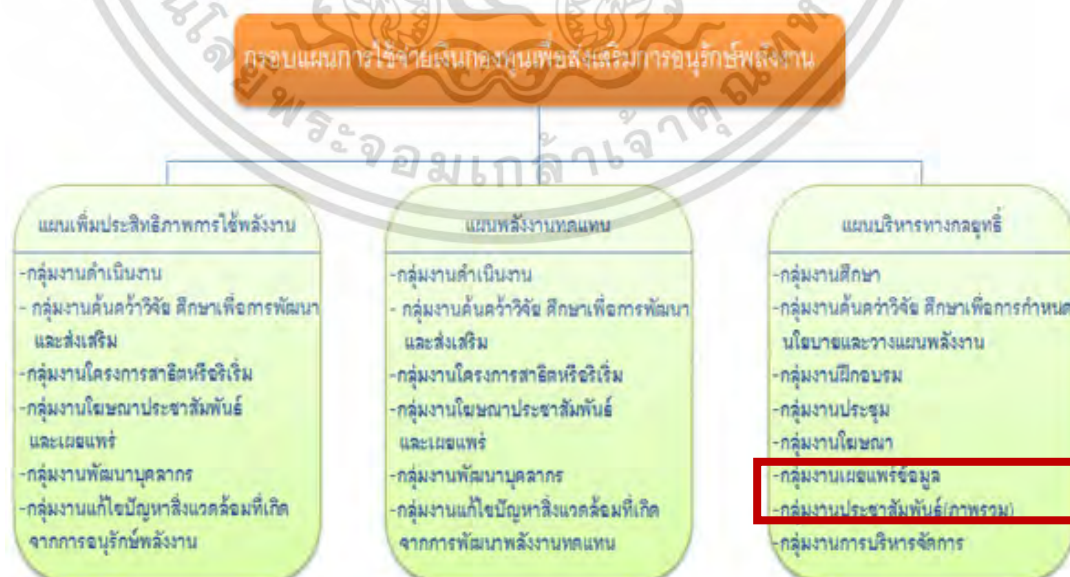 กรอบแผนการใช้จ่ายเงินกองทุนเพื่อส่งเสริมการอนุรักษ์พลังงาน
พระจอมเกล้าเจ้าคุณ
แผนเพิ่มประสิทธิภาพการใช้พลังงาน
-กลุ่มงานดำเนินงาน
- กลุ่มงานค้นคว้าวิจัย ศึกษาเพื่อการพัฒนา
และส่งเสริม
-กลุ่มงานโครงการสาธิตหรือริเริ่ม
-กลุ่มงานโฆษณาประชาสัมพันธ์
และเผยแพร่
-กลุ่มงานพัฒนาบุคลากร
-กลุ่มงานแก้ไขปัญหาสิ่งแวดล้อมที่เกิด
จากการอนุรักษ์พลังงาน
แผนพลังงานทดแทน
-กลุ่มงานดำเนินงาน
- กลุ่มงานค้นคว้าวิจัย ศึกษาเพื่อการพัฒนา
และส่งเสริม
-กลุ่มงานโครงการสาธิตหรือริเริ่ม
-กลุ่มงานโฆษณาประชาสัมพันธ์
และเผยแพร่
-กลุ่มงานพัฒนาบุคลากร
-กลุ่มงานแก้ไขปัญหาสิ่งแวดล้อมที่เกิด
จากการพัฒนาพลังงานทดแทน
แผนบริหารทางกลยุทธิ์
-กลุ่มงานศึกษา
-กลุ่มงานค้นคว่าวิจัย ศึกษาเพื่อการกำหนด
นโยบายและวางแผนพลังงาน
-กลุ่มงานฝึกอบรม
-กลุ่มงานประชุม
-กลุ่มงานโฆษณา
-กลุ่มงานเผยแพร่ข้อมูล
-กลุ่มงานประชาสัมพันธ์(ภาพรวม)
-กลุ่มงานการบริหารจัดการ